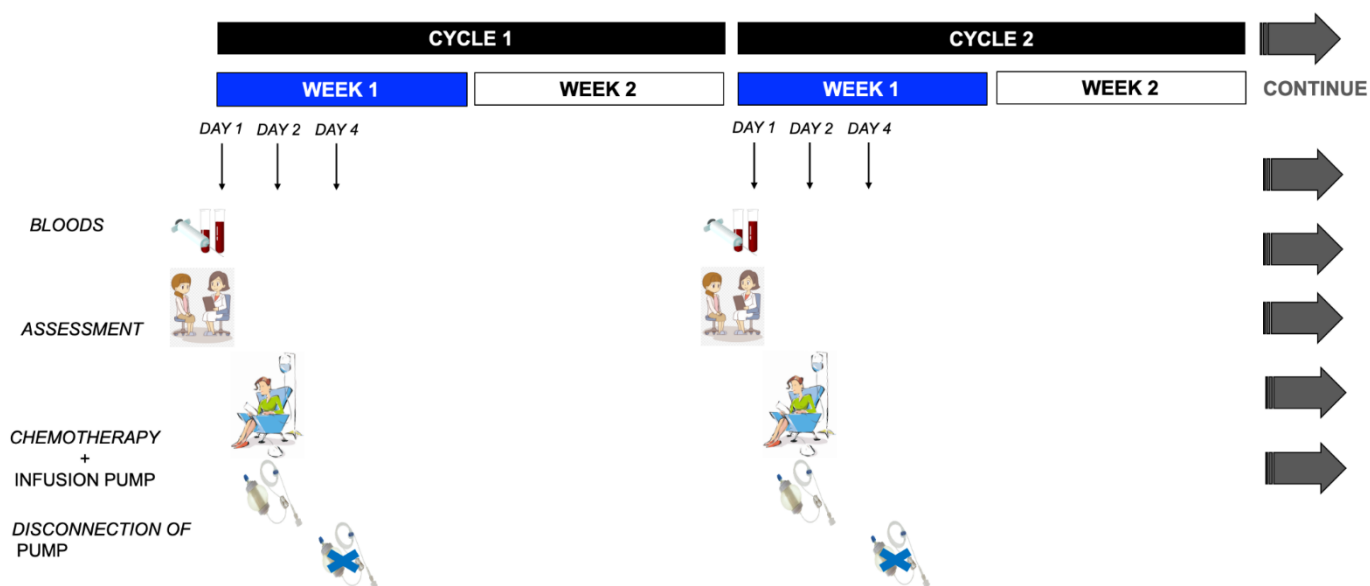 CYCLE 1 CYCLE 2
WEEK 1 WEEK 2 WEEK 1 WEEK 2 CONTINUE
DAY 1 DAY 2 DAY 4 DAY 1 DAY 2 DAY 4
BLOODS
ASSESSMENT
CHEMOTHERAPY
+
INFUSION PUMP
DISCONNECTION OF
PUMP